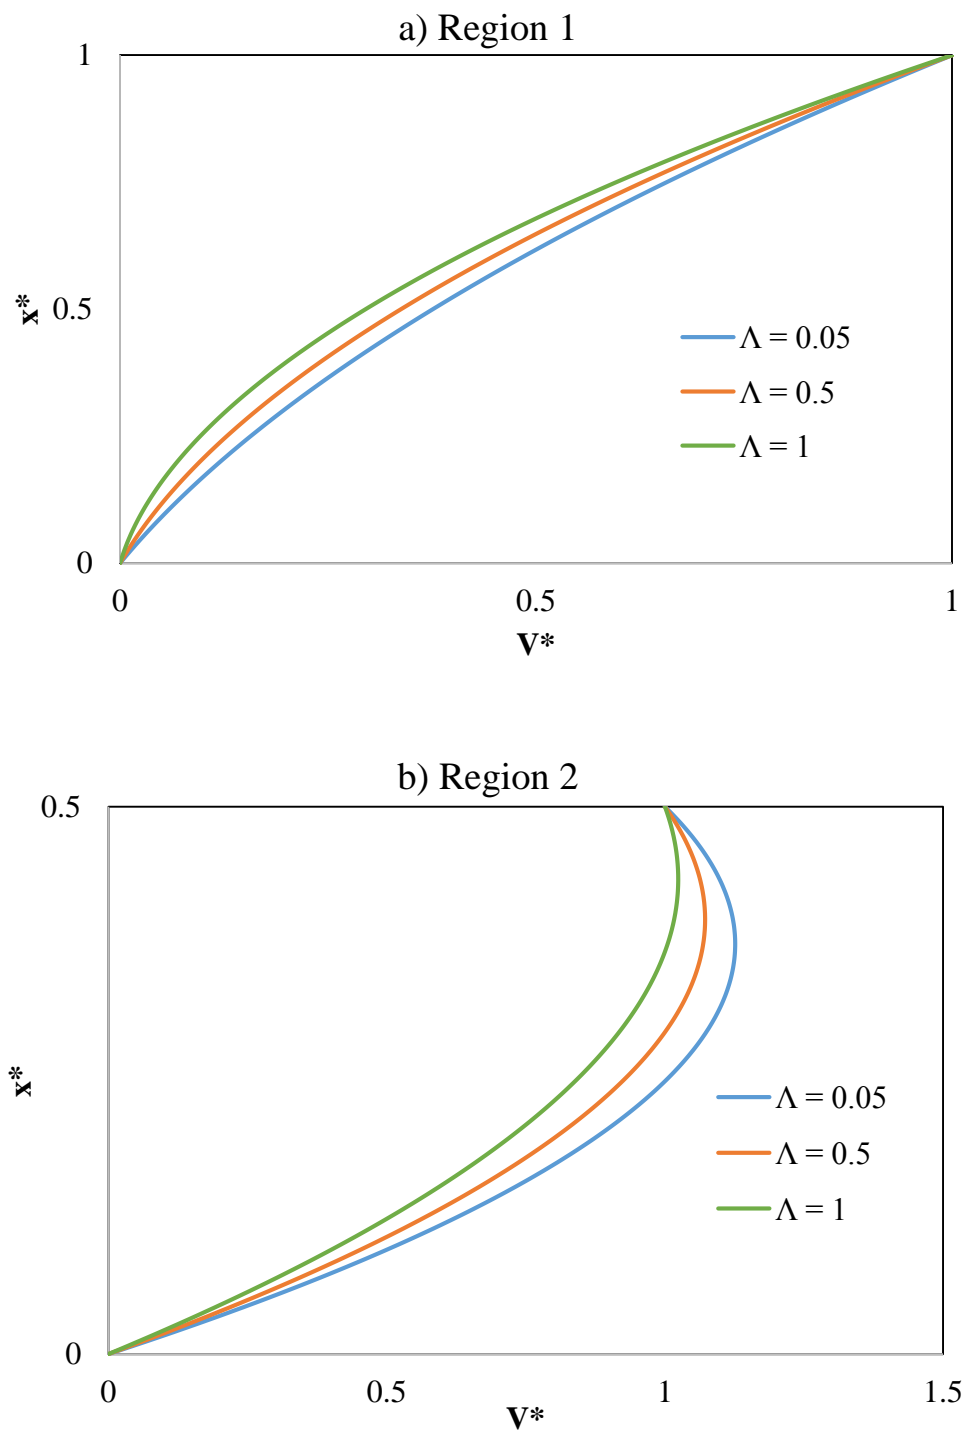 a) Region 1
1
x*
0.5
0
Λ = 0.05
Λ = 0.5
Λ = 1
0 0.5 1
V*
b) Region 2
0.5
x*
0
Λ = 0.05
Λ = 0.5
Λ = 1
0 0.5 1 1.5
V*